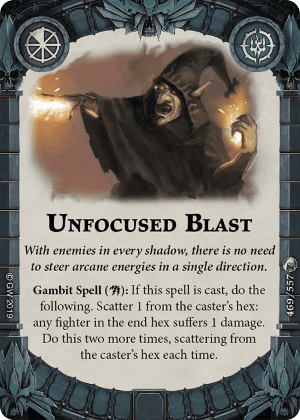 UNFOCUSED BLAST
With enemies in every shadow, there is no need
to steer arcane energies in a single direction.
Gambit Spell (): If this spell is cast, do the
following. Scatter 1 from the caster's hex:
any fighter in the end hex suffers 1 damage.
Do this two more times, scattering
from the caster's hex each time.
© GW 2019
469/557